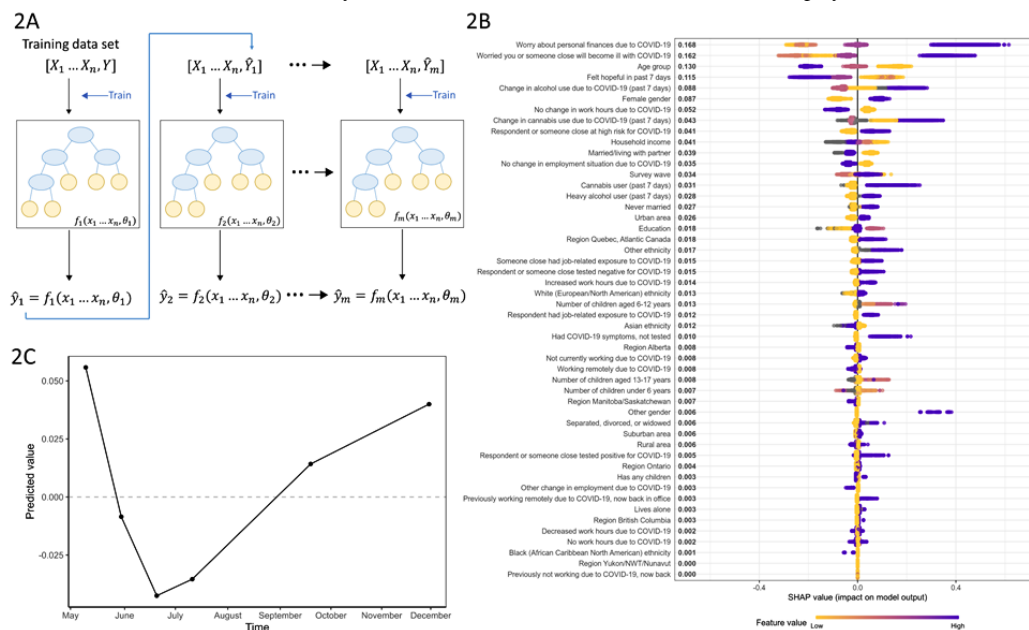 2A
Training data set
[X₁ ... Xₙ, Y]
[X₁ ... Xₙ, Ŷ₁]
[X₁ ... Xₙ, Ŷₘ]
Train
Train
Train
f₁(x₁ ... xₙ, θ₁)
f₂(x₁ ... xₙ, θ₂)
fₘ(x₁ ... xₙ, θₘ)
ŷ₁ = f₁(x₁ ... xₙ, θ₁)
ŷ₂ = f₂(x₁ ... xₙ, θ₂)
ŷₘ = fₘ(x₁ ... xₙ, θₘ)
2B
Worry about personal finances due to COVID-19 0.168
Worried you or someone close will become ill with COVID-19 0.162
Age group 0.130
Felt hopeful in past 7 days 0.115
Change in alcohol use due to COVID-19 (past 7 days) 0.088
Female gender 0.087
No change in work hours due to COVID-19 0.052
Change in cannabis use due to COVID-19 (past 7 days) 0.043
Respondent or someone close at high risk for COVID-19 0.041
Household income 0.041
Married/living with partner 0.039
No change in employment situation due to COVID-19 0.035
Survey wave 0.034
Cannabis user (past 7 days) 0.031
Heavy alcohol user (past 7 days) 0.028
Never married 0.027
Urban area 0.026
Education 0.018
Region Quebec, Atlantic Canada 0.018
Other ethnicity 0.017
Someone close had job-related exposure to COVID-19 0.015
Respondent or someone close tested negative for COVID-19 0.015
Increased work hours due to COVID-19 0.014
White (European/North American) ethnicity 0.013
Number of children aged 6-12 years 0.013
Respondent had job-related exposure to COVID-19 0.012
Asian ethnicity 0.012
Had COVID-19 symptoms, not tested 0.010
Region Alberta 0.008
Not currently working due to COVID-19 0.008
Working remotely due to COVID-19 0.008
Number of children aged 13-17 years 0.008
Number of children under 6 years 0.007
Region Manitoba/Saskatchewan 0.007
Other gender 0.006
Separated, divorced, or widowed 0.006
Suburban area 0.006
Rural area 0.006
Respondent or someone close tested positive for COVID-19 0.005
Region Ontario 0.004
Has any children 0.003
Other change in employment due to COVID-19 0.003
Previously working remotely due to COVID-19, now back in office 0.003
Lives alone 0.003
Region British Columbia 0.003
Decreased work hours due to COVID-19 0.002
No work hours due to COVID-19 0.002
Black (African Caribbean North American) ethnicity 0.001
Region Yukon/NWT/Nunavut 0.000
Previously not working due to COVID-19, now back 0.000
-0.4 0.0 0.4
SHAP value (impact on model output)
Feature value Low High
2C
Predicted value
0.050
0.025
0.000
-0.025
May June July August September October November December
Time